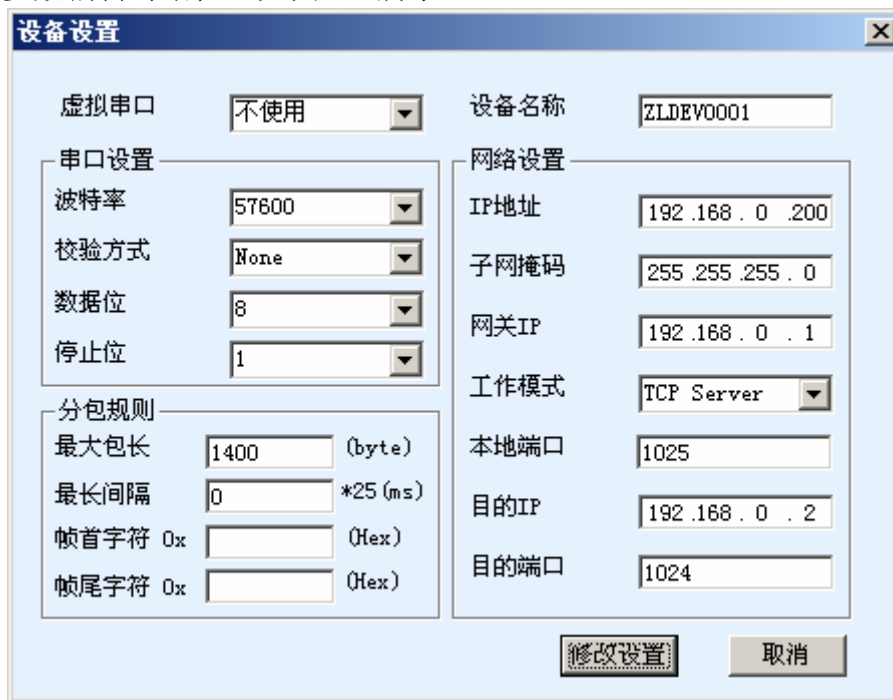 设备设置
虚拟串口 不使用
设备名称 ZLDEV0001
串口设置
波特率 57600
校验方式 None
数据位 8
停止位 1
分包规则
最大包长 1400 (byte)
最长间隔 0 *25(ms)
帧首字符 0x (Hex)
帧尾字符 0x (Hex)
网络设置
IP地址 192 .168 . 0 .200
子网掩码 255 .255 .255 . 0
网关IP 192 .168 . 0 . 1
工作模式 TCP Server
本地端口 1025
目的IP 192 .168 . 0 . 2
目的端口 1024
修改设置 取消